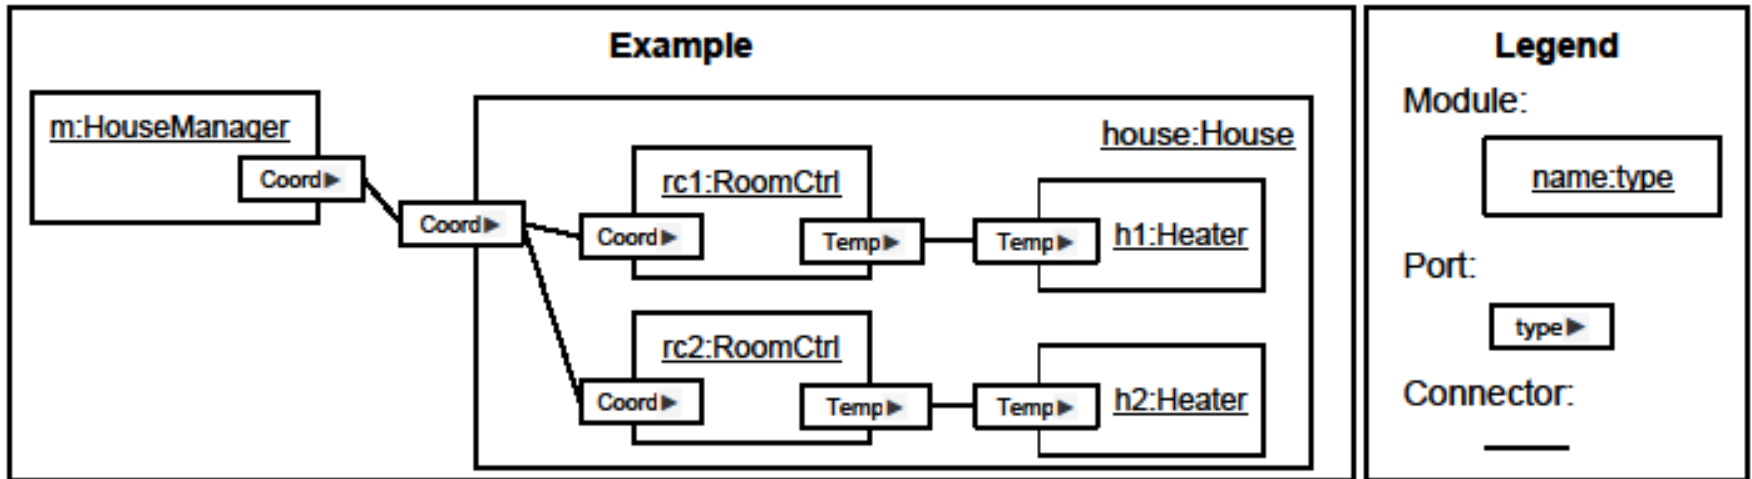 Example
m:HouseManager
Coord▶
house:House
Coord▶
rc1:RoomCtrl
Coord▶
Temp▶
Temp▶
h1:Heater
rc2:RoomCtrl
Coord▶
Temp▶
Temp▶
h2:Heater
Legend
Module:
name:type
Port:
type▶
Connector: